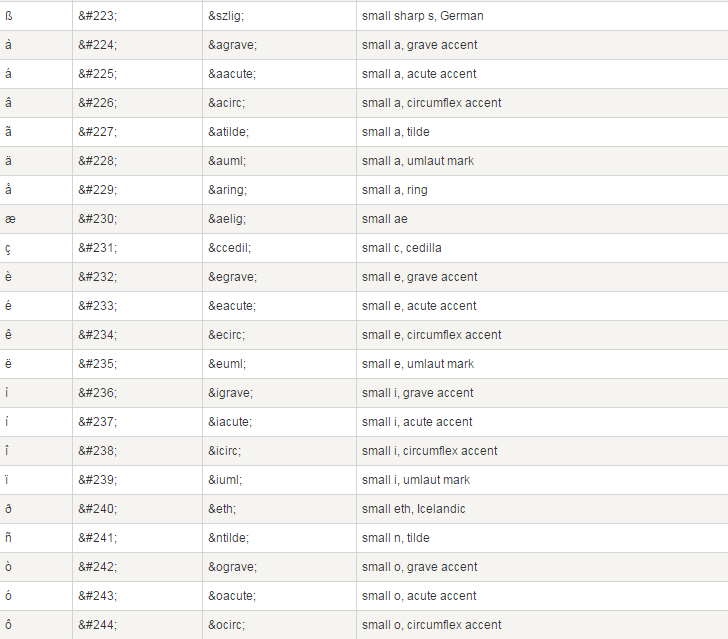 ß &#223; &szlig; small sharp s, German
à &#224; &agrave; small a, grave accent
á &#225; &aacute; small a, acute accent
â &#226; &acirc; small a, circumflex accent
ã &#227; &atilde; small a, tilde
ä &#228; &auml; small a, umlaut mark
å &#229; &aring; small a, ring
æ &#230; &aelig; small ae
ç &#231; &ccedil; small c, cedilla
è &#232; &egrave; small e, grave accent
é &#233; &eacute; small e, acute accent
ê &#234; &ecirc; small e, circumflex accent
ë &#235; &euml; small e, umlaut mark
ì &#236; &igrave; small i, grave accent
í &#237; &iacute; small i, acute accent
î &#238; &icirc; small i, circumflex accent
ï &#239; &iuml; small i, umlaut mark
ð &#240; &eth; small eth, Icelandic
ñ &#241; &ntilde; small n, tilde
ò &#242; &ograve; small o, grave accent
ó &#243; &oacute; small o, acute accent
ô &#244; &ocirc; small o, circumflex accent